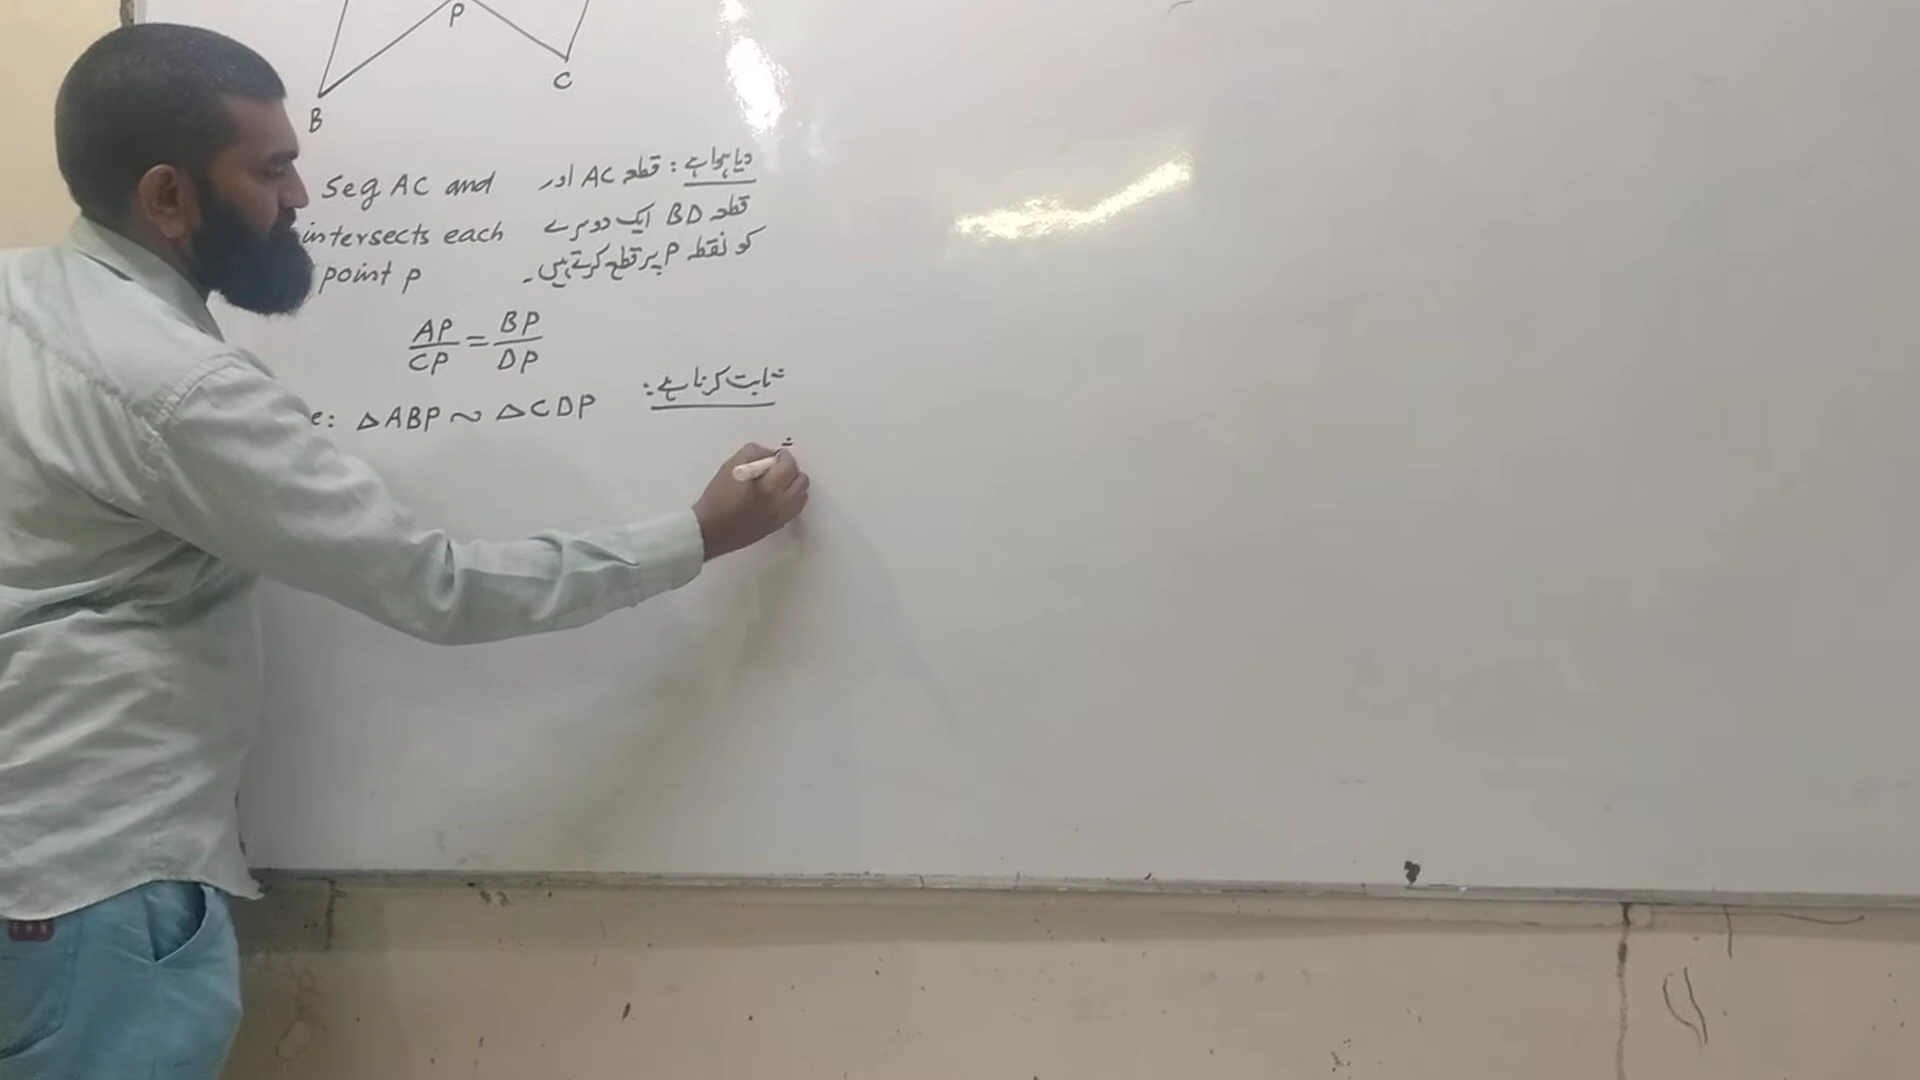 P
C
B
Seg AC and
intersects each
point p
دیا ہوا ہے : قطعہ AC اور
قطعہ BD ایک دوسرے
کو نقطہ P پر قطع کرتے ہیں۔
AP/CP = BP/DP
e: △ABP ~ △CDP
ثابت کرنا ہے :